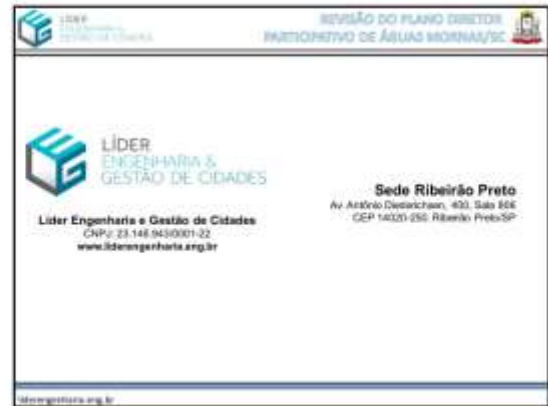 LÍDER
ENGENHARIA &
GESTÃO DE CIDADES
REVISÃO DO PLANO DIRETOR
PARTICIPATIVO DE ÁGUAS MORNAS/SC
LÍDER
ENGENHARIA &
GESTÃO DE CIDADES
Líder Engenharia e Gestão de Cidades
CNPJ: 23.146.943/0001-22
www.liderengenharia.eng.br
Sede Ribeirão Preto
Av. Antônio Diederichsen, 400, Sala 806
CEP 14020-250. Ribeirão Preto/SP
liderengenharia.eng.br